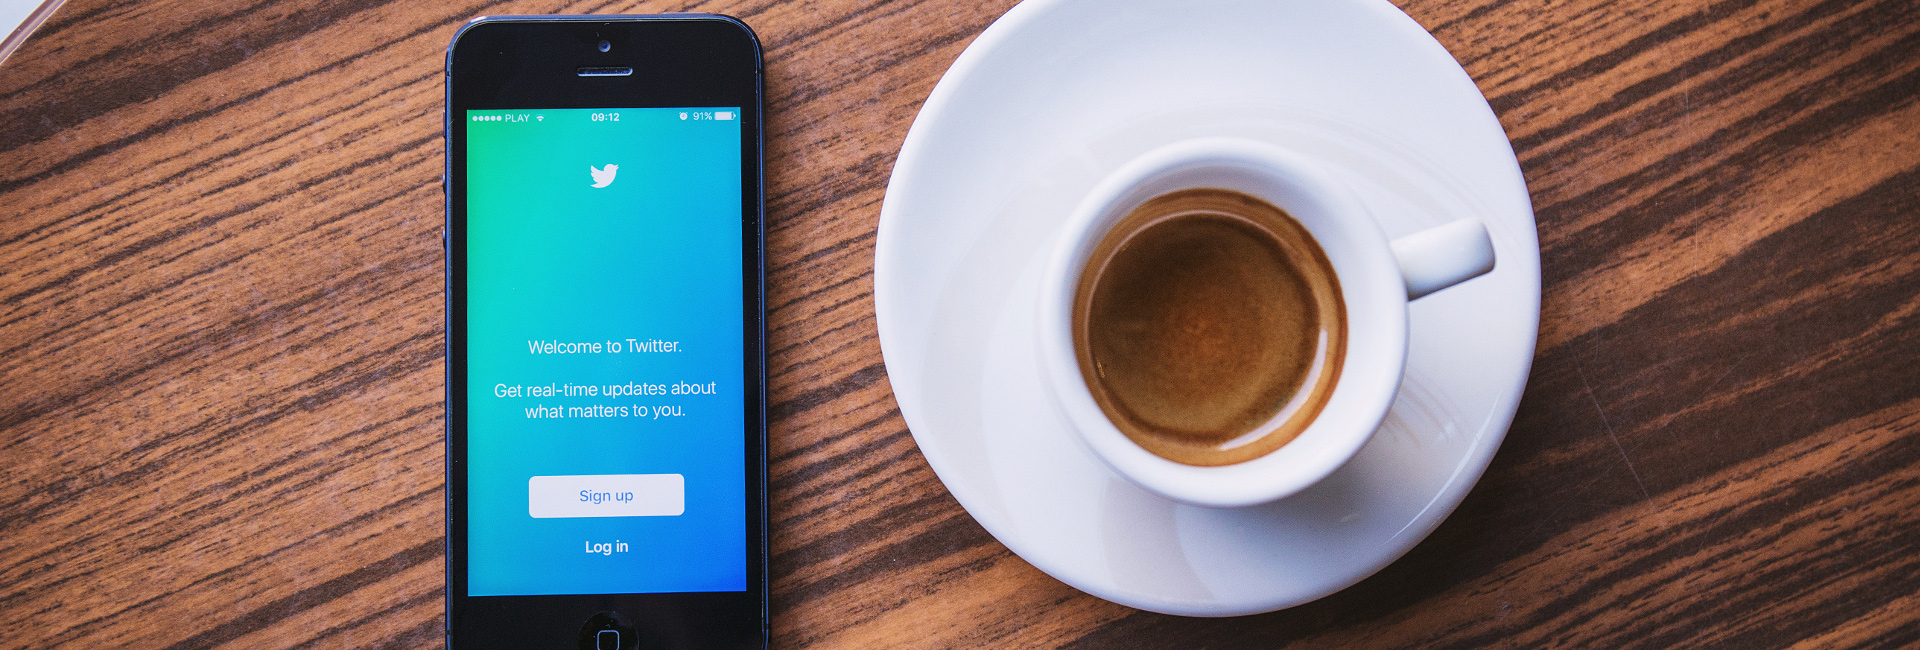 PLAY 09:12 91%
Welcome to Twitter.
Get real-time updates about
what matters to you.
Sign up
Log in